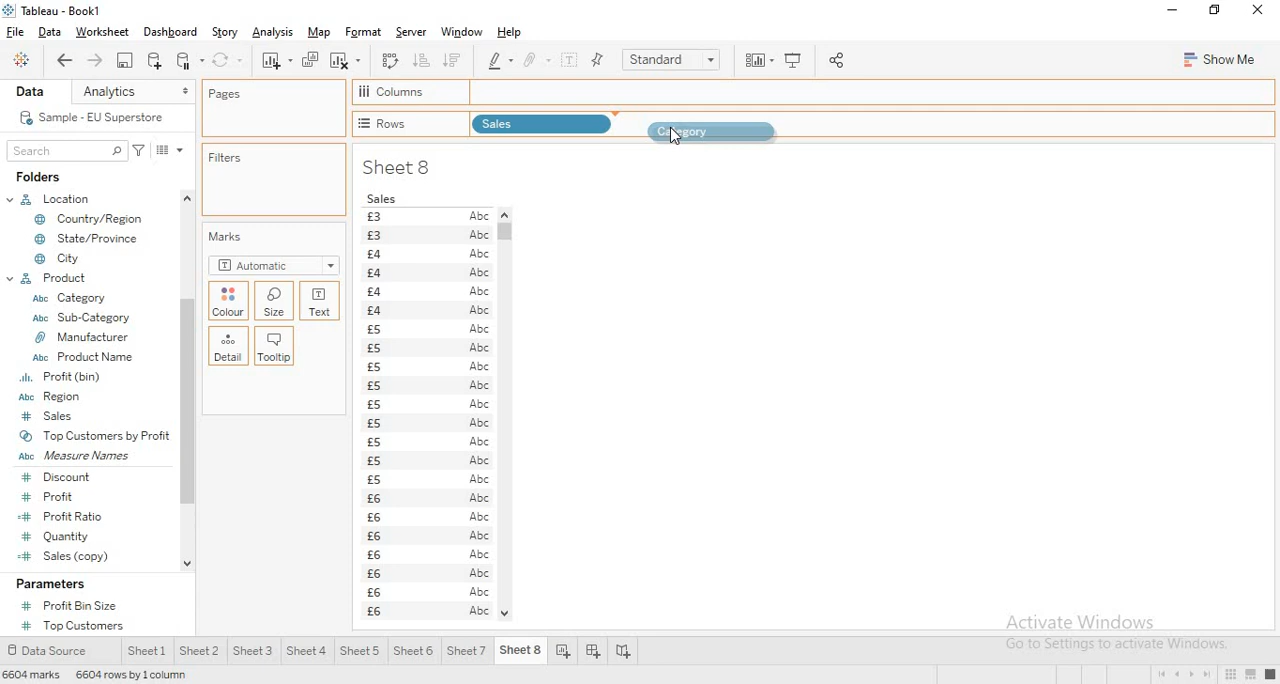 Tableau - Book1
File Data Worksheet Dashboard Story Analysis Map Format Server Window Help
Standard
Show Me
Data Analytics
Sample - EU Superstore
Search
Folders
Location
Country/Region
State/Province
City
Product
Abc Category
Abc Sub-Category
Manufacturer
Abc Product Name
Profit (bin)
Abc Region
# Sales
Top Customers by Profit
Abc Measure Names
# Discount
# Profit
=# Profit Ratio
# Quantity
=# Sales (copy)
Parameters
# Profit Bin Size
# Top Customers
Pages
Filters
Marks
T Automatic
Colour Size Text
Detail Tooltip
Columns
Rows Sales Category
Sheet 8
Sales
£3 Abc
£3 Abc
£4 Abc
£4 Abc
£4 Abc
£4 Abc
£5 Abc
£5 Abc
£5 Abc
£5 Abc
£5 Abc
£5 Abc
£5 Abc
£5 Abc
£5 Abc
£6 Abc
£6 Abc
£6 Abc
£6 Abc
£6 Abc
£6 Abc
£6 Abc
Activate Windows
Go to Settings to activate Windows.
Data Source Sheet 1 Sheet 2 Sheet 3 Sheet 4 Sheet 5 Sheet 6 Sheet 7 Sheet 8
6604 marks 6604 rows by 1 column